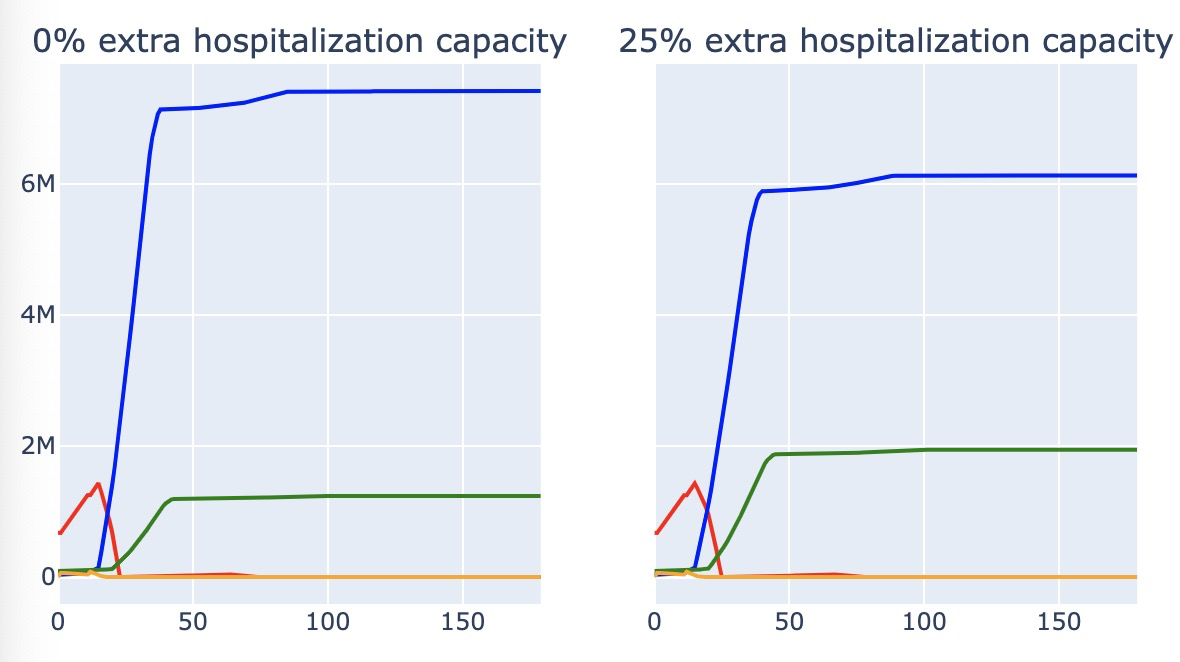 0% extra hospitalization capacity
25% extra hospitalization capacity
6M
4M
2M
0
0 50 100 150
0 50 100 150